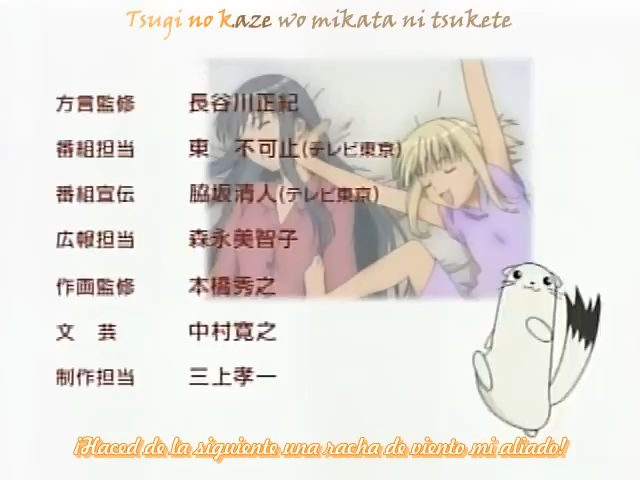 Tsugi no kaze wo mikata ni tsukete
方言監修 長谷川正紀
番組担当 東 不可止(テレビ東京)
番組宣伝 脇坂清人(テレビ東京)
広報担当 森永美智子
作画監修 本橋秀之
文 芸 中村寛之
制作担当 三上孝一
¡Haced de la siguiente una racha de viento mi aliado!